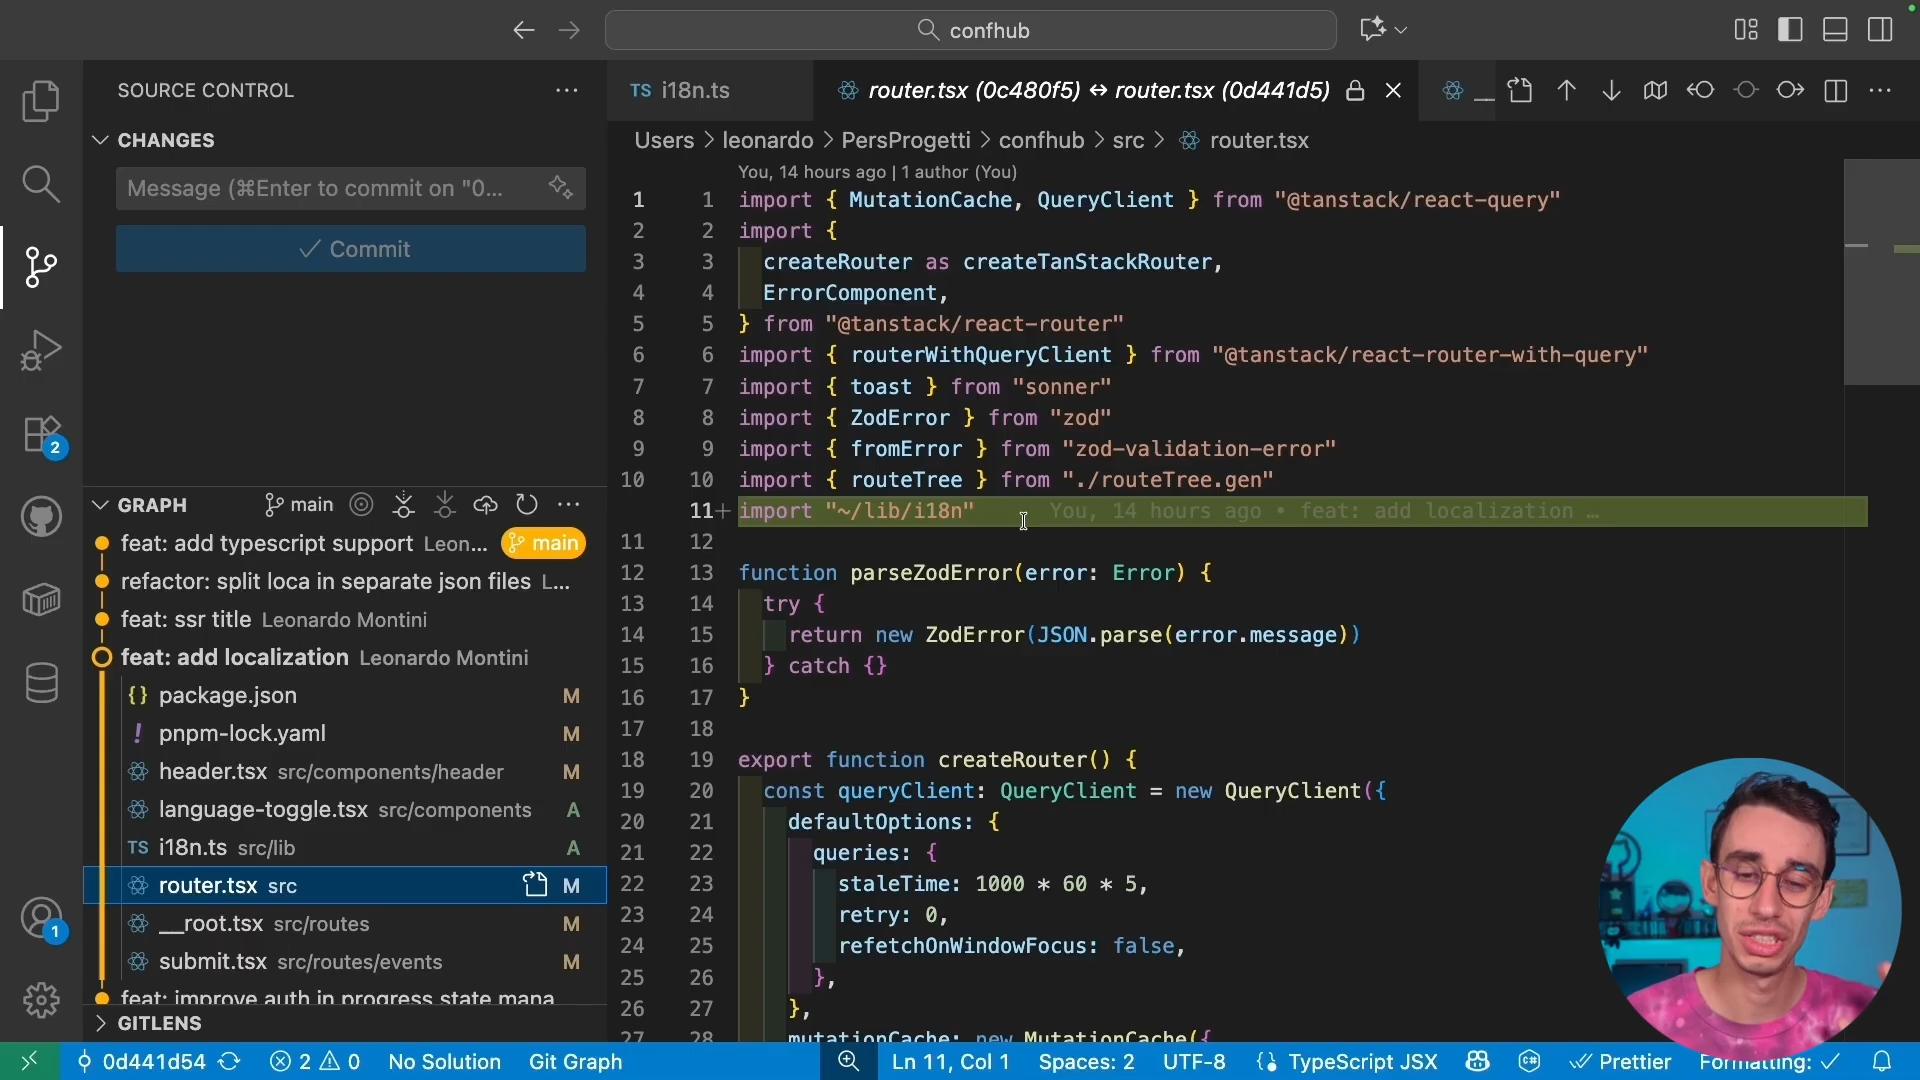 confhub
SOURCE CONTROL
CHANGES
Message (⌘Enter to commit on "0...
Commit
GRAPH
main
feat: add typescript support Leon...
main
refactor: split loca in separate json files L...
feat: ssr title Leonardo Montini
feat: add localization Leonardo Montini
package.json M
pnpm-lock.yaml M
header.tsx src/components/header M
language-toggle.tsx src/components A
TS i18n.ts src/lib A
router.tsx src M
__root.tsx src/routes M
submit.tsx src/routes/events M
feat: improve auth in progress state mana
GITLENS
2
1
TS i18n.ts
router.tsx (0c480f5) ↔ router.tsx (0d441d5)
Users > leonardo > PersProgetti > confhub > src > router.tsx
You, 14 hours ago | 1 author (You)
1 1 import { MutationCache, QueryClient } from "@tanstack/react-query"
2 2 import {
3 3 createRouter as createTanStackRouter,
4 4 ErrorComponent,
5 5 } from "@tanstack/react-router"
6 6 import { routerWithQueryClient } from "@tanstack/react-router-with-query"
7 7 import { toast } from "sonner"
8 8 import { ZodError } from "zod"
9 9 import { fromError } from "zod-validation-error"
10 10 import { routeTree } from "./routeTree.gen"
11+ import "~/lib/i18n" You, 14 hours ago • feat: add localization …
11 12
12 13 function parseZodError(error: Error) {
13 14 try {
14 15 return new ZodError(JSON.parse(error.message))
15 16 } catch {}
16 17 }
17 18
18 19 export function createRouter() {
19 20 const queryClient: QueryClient = new QueryClient({
20 21 defaultOptions: {
21 22 queries: {
22 23 staleTime: 1000 * 60 * 5,
23 24 retry: 0,
24 25 refetchOnWindowFocus: false,
25 26 },
26 27 },
27 28 mutationCache: new MutationCache({
0d441d54 2 0 No Solution Git Graph Ln 11, Col 1 Spaces: 2 UTF-8 {} TypeScript JSX Prettier Formatting: ✓